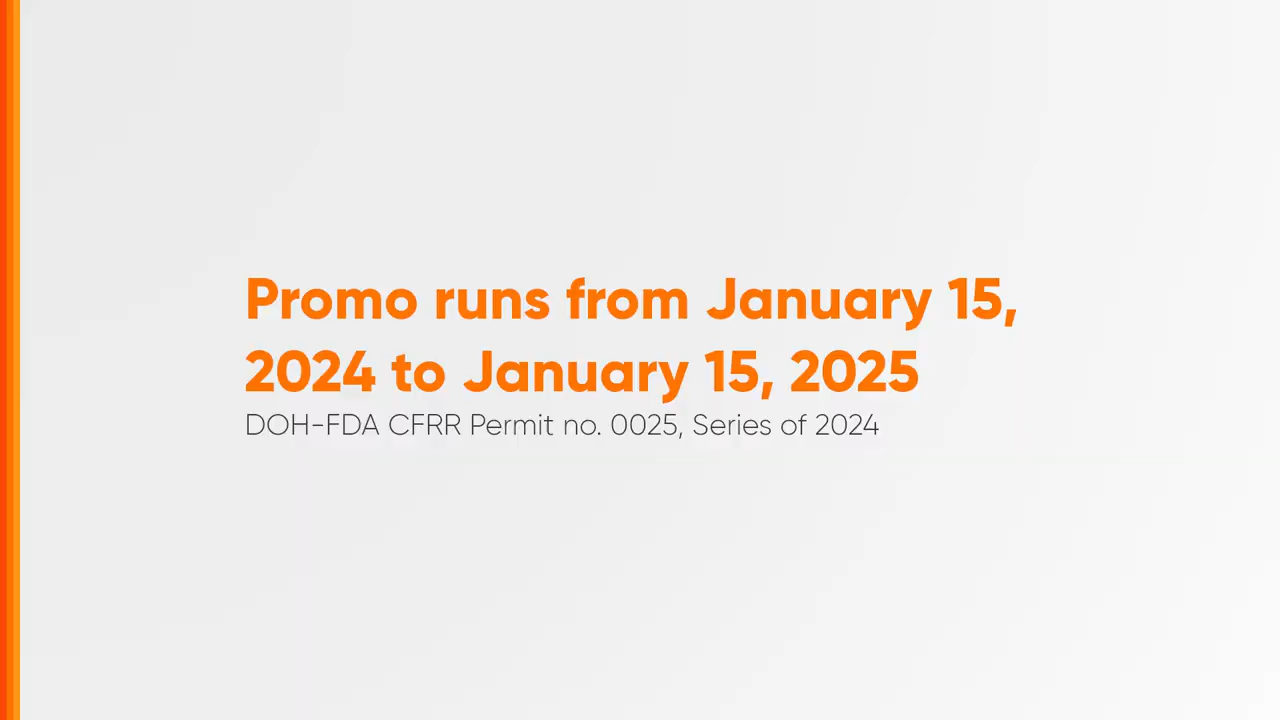 Promo runs from January 15,
2024 to January 15, 2025
DOH-FDA CFRR Permit no. 0025, Series of 2024